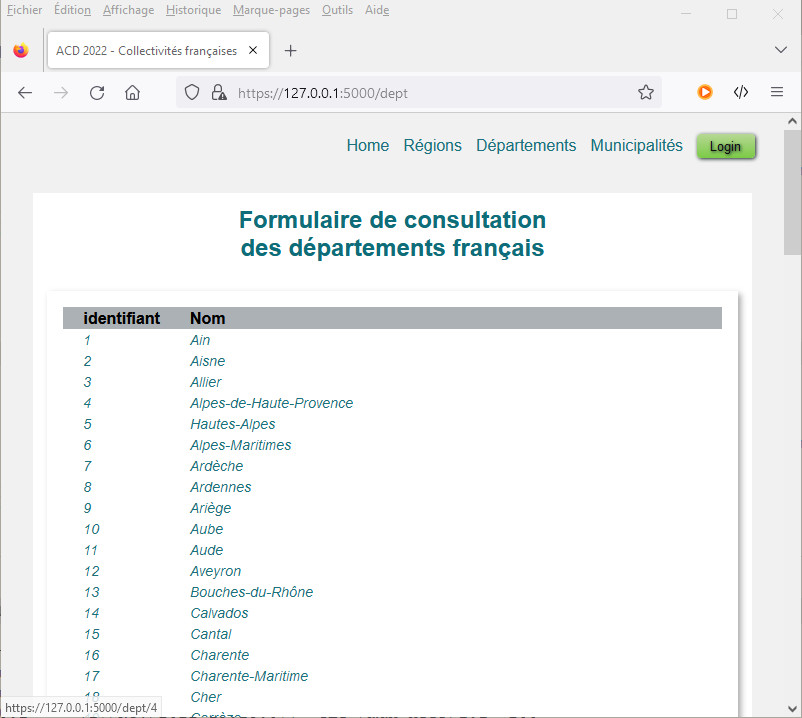 Fichier Édition Affichage Historique Marque-pages Outils Aide
ACD 2022 - Collectivités françaises
https://127.0.0.1:5000/dept
Home Régions Départements Municipalités Login
Formulaire de consultation
des départements français
identifiant Nom
1 Ain
2 Aisne
3 Allier
4 Alpes-de-Haute-Provence
5 Hautes-Alpes
6 Alpes-Maritimes
7 Ardèche
8 Ardennes
9 Ariège
10 Aube
11 Aude
12 Aveyron
13 Bouches-du-Rhône
14 Calvados
15 Cantal
16 Charente
17 Charente-Maritime
18 Cher
https://127.0.0.1:5000/dept/4
Corrèze